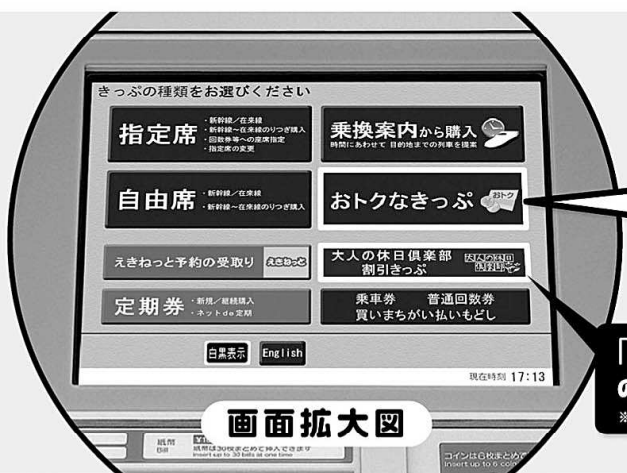 きっぷの種類をお選びください
指定席
・新幹線/在来線
・新幹線~在来線のりつぎ購入
・回数券等への座席指定
・指定席の変更
乗換案内から購入
時間にあわせて 目的地までの列車を提案
自由席
・新幹線/在来線
・新幹線~在来線のりつぎ購入
おトクなきっぷ
おトク
えきねっと予約の受取り
えきねっと
大人の休日倶楽部
割引きっぷ
大人の休日
倶楽部
定期券
・新規/継続購入
・ネットde定期
乗車券 普通回数券
買いまちがい払いもどし
白黒表示
English
現在時刻 17:13
画面拡大図
紙幣
Bill
紙幣は30枚まとめて挿入できます
Insert up to 30 bills at one time
コインは6枚まとめて
Insert up to 6 coins
「
の
※